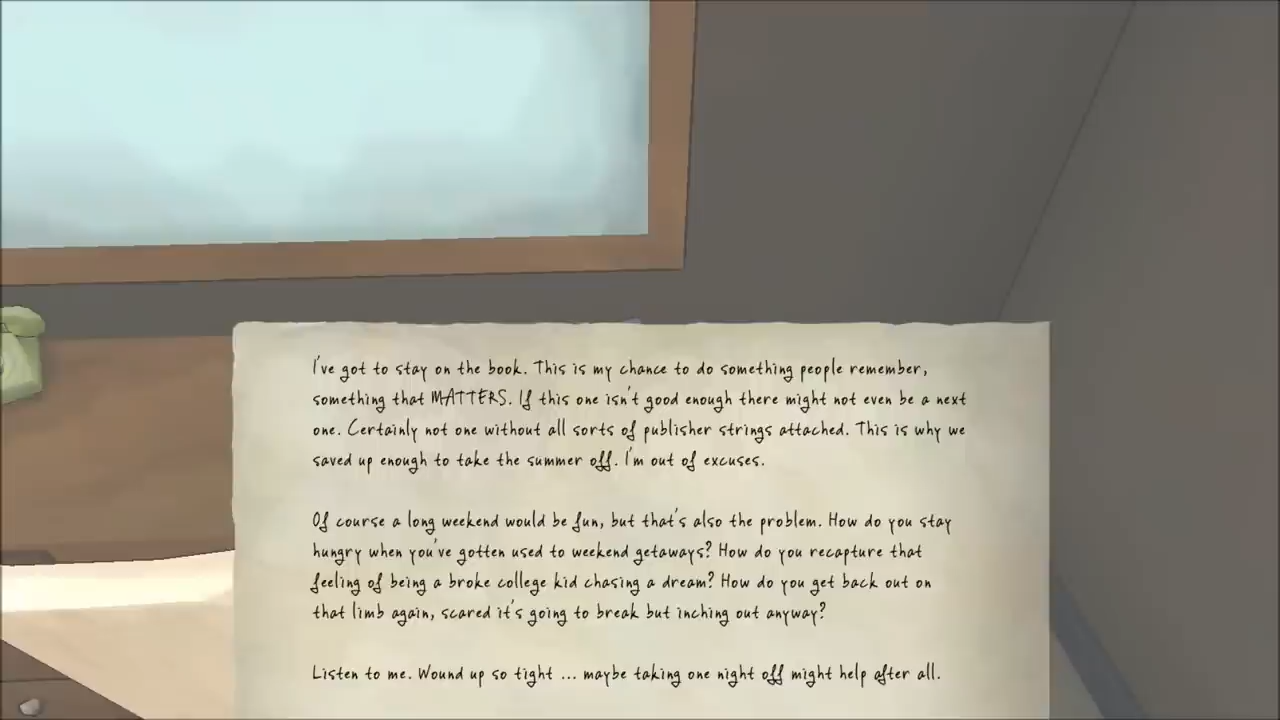 I've got to stay on the book. This is my chance to do something people remember,
something that MATTERS. If this one isn't good enough there might not even be a next
one. Certainly not one without all sorts of publisher strings attached. This is why we
saved up enough to take the summer off. I'm out of excuses.
Of course a long weekend would be fun, but that's also the problem. How do you stay
hungry when you've gotten used to weekend getaways? How do you recapture that
feeling of being a broke college kid chasing a dream? How do you get back out on
that limb again, scared it's going to break but inching out anyway?
Listen to me. Wound up so tight ... maybe taking one night off might help after all.